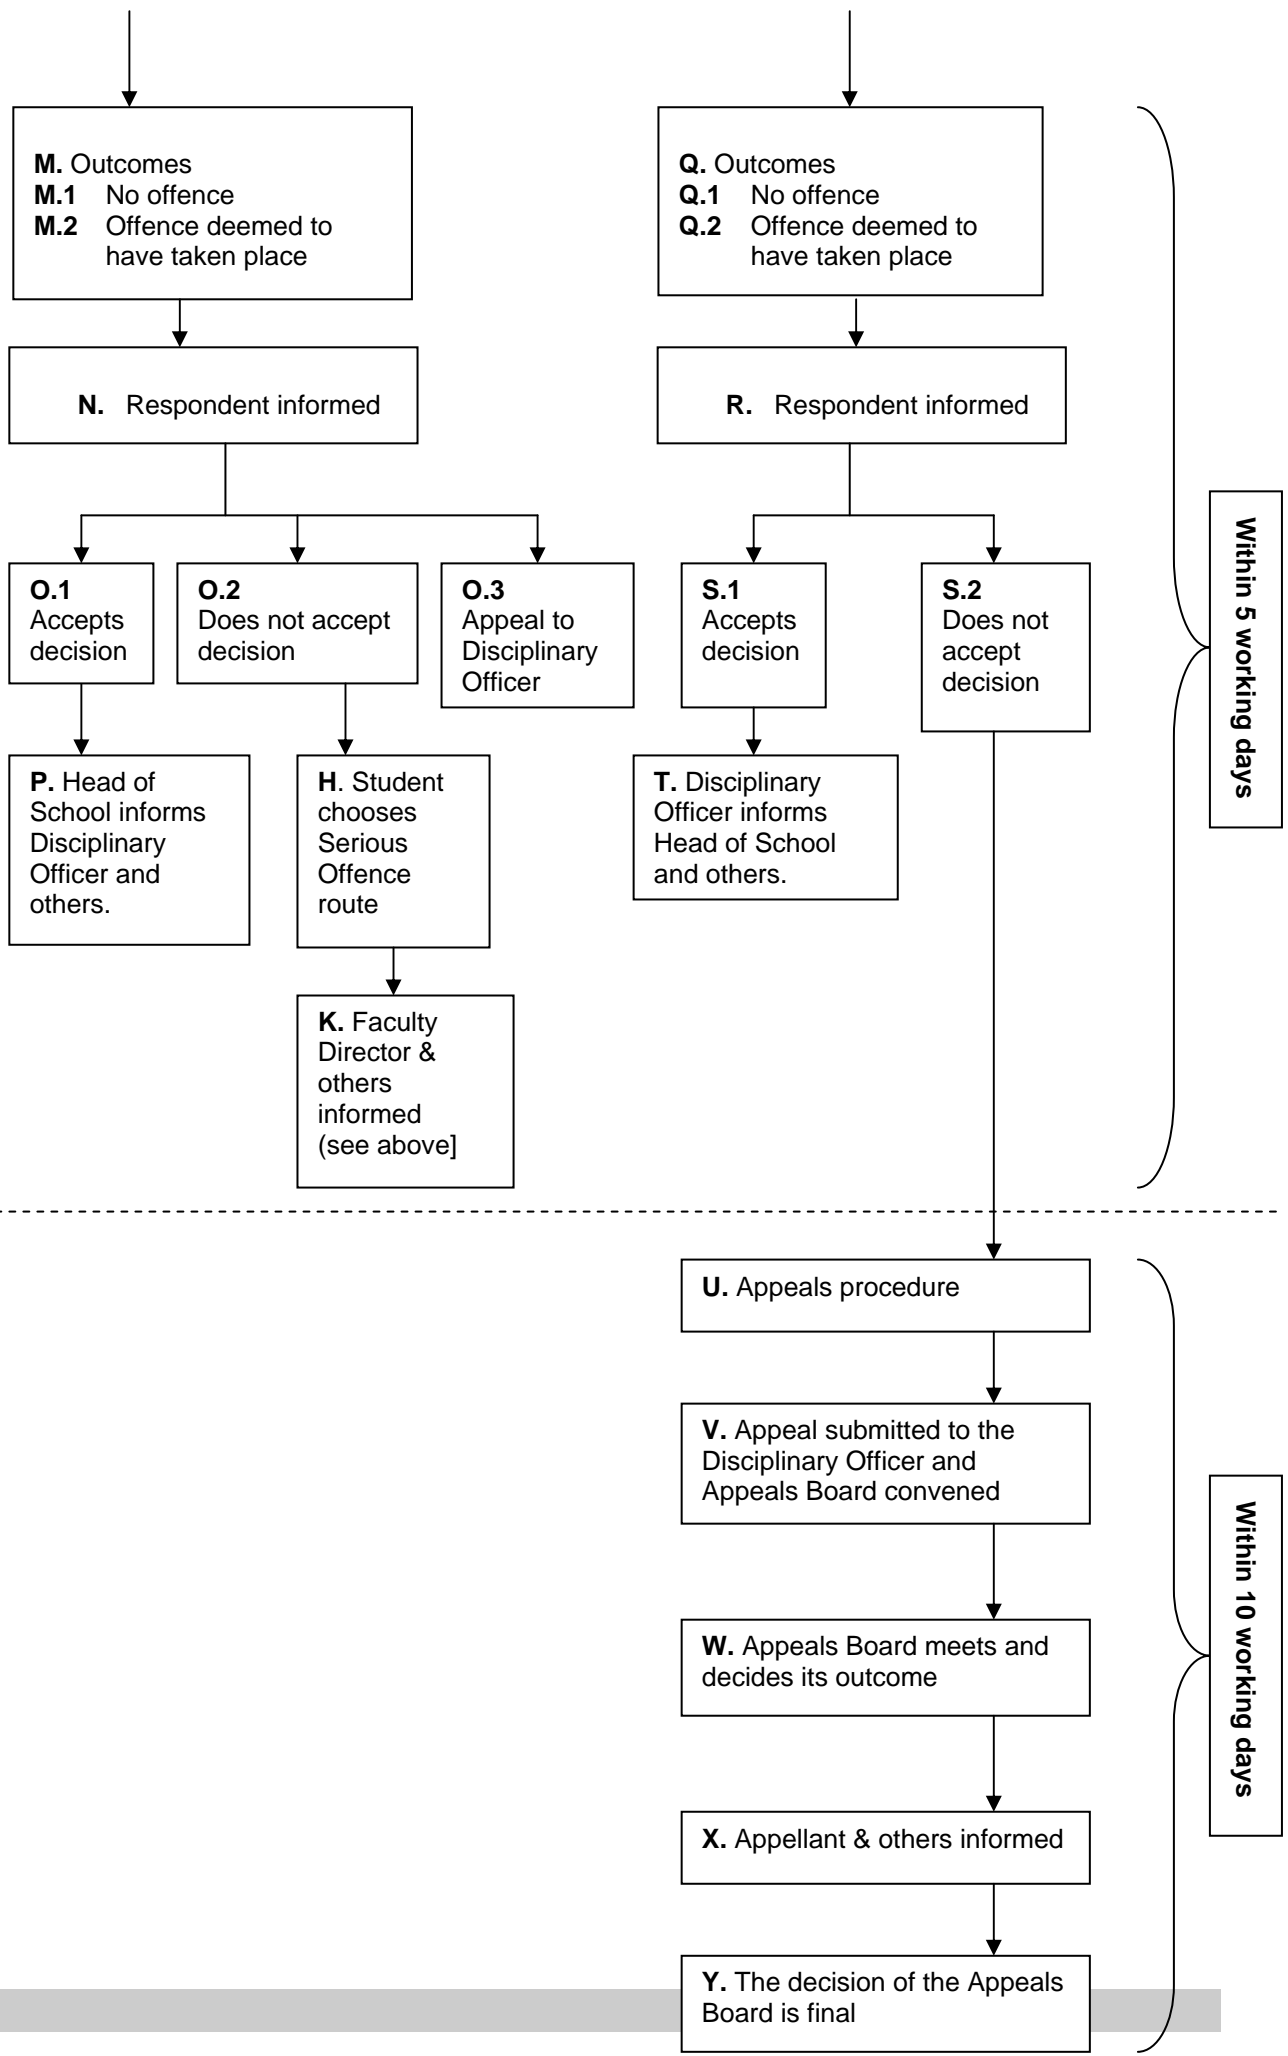 M. Outcomes
M.1 No offence
M.2 Offence deemed to
have taken place
Q. Outcomes
Q.1 No offence
Q.2 Offence deemed to
have taken place
N. Respondent informed
R. Respondent informed
O.1
Accepts
decision
O.2
Does not accept
decision
O.3
Appeal to
Disciplinary
Officer
S.1
Accepts
decision
S.2
Does not
accept
decision
Within 5 working days
P. Head of
School informs
Disciplinary
Officer and
others.
H. Student
chooses
Serious
Offence
route
T. Disciplinary
Officer informs
Head of School
and others.
K. Faculty
Director &
others
informed
(see above]
U. Appeals procedure
V. Appeal submitted to the
Disciplinary Officer and
Appeals Board convened
W. Appeals Board meets and
decides its outcome
Within 10 working days
X. Appellant & others informed
Y. The decision of the Appeals
Board is final